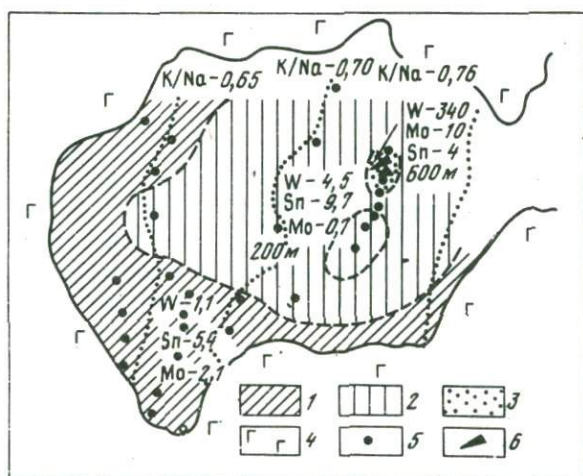 Г Г Г Г
К/Na-0,65 К/Na-0,70 К/Na-0,76
Г
W-340
Mo-10
Sn-4
600 м
Г
W-4,5
Sn-9,7
Mo-0,1
200 м
Г
Г
Г
W-1,1
Sn-5,4
Mo-2,1
Г
Г
Г
Г
Г
1 2 3
Г Г 4 5 6